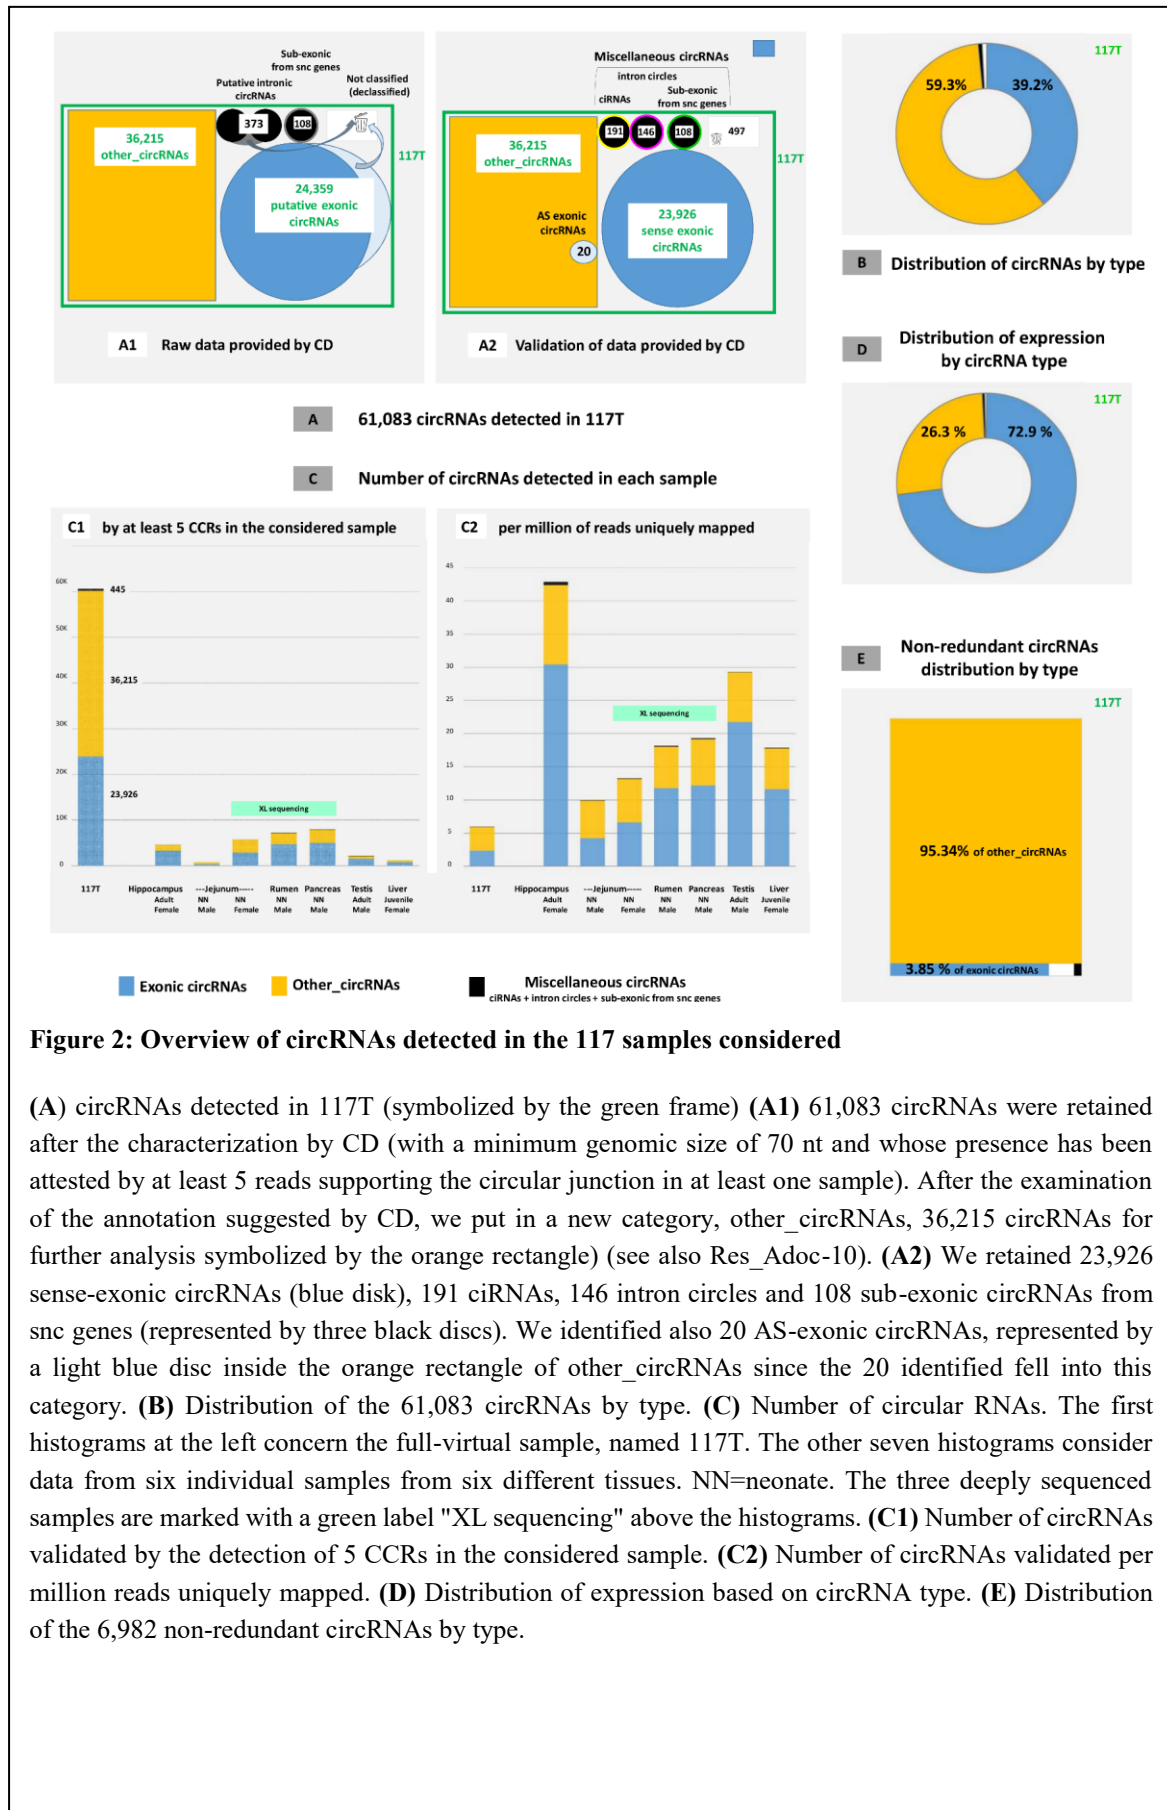 Sub-exonic
from snc genes
Putative intronic
circRNAs
Not classified
(declassified)
373
108
36,215
other_circRNAs
117T
24,359
putative exonic
circRNAs
A1 Raw data provided by CD
Miscellaneous circRNAs
intron circles
ciRNAs
Sub-exonic
from snc genes
191
146
108
497
36,215
other_circRNAs
117T
AS exonic
circRNAs
20
23,926
sense exonic
circRNAs
A2 Validation of data provided by CD
A 61,083 circRNAs detected in 117T
117T
59.3%
39.2%
B Distribution of circRNAs by type
D Distribution of expression
by circRNA type
117T
26.3 %
72.9 %
C Number of circRNAs detected in each sample
C1 by at least 5 CCRs in the considered sample
60K
50K
40K
30K
20K
10K
0
445
36,215
23,926
XL sequencing
117T
Hippocampus
Adult
Female
---Jejunum-----
NN
Male
NN
Female
Rumen
NN
Male
Pancreas
NN
Male
Testis
Adult
Male
Liver
Juvenile
Female
C2 per million of reads uniquely mapped
45
40
35
30
25
20
15
10
5
0
XL sequencing
117T
Hippocampus
Adult
Female
---Jejunum-----
NN
Male
NN
Female
Rumen
NN
Male
Pancreas
NN
Male
Testis
Adult
Male
Liver
Juvenile
Female
E Non-redundant circRNAs
distribution by type
117T
95.34% of other_circRNAs
3.85 % of exonic circRNAs
Exonic circRNAs
Other_circRNAs
Miscellaneous circRNAs
ciRNAs + intron circles + sub-exonic from snc genes
Figure 2: Overview of circRNAs detected in the 117 samples considered
(A) circRNAs detected in 117T (symbolized by the green frame) (A1) 61,083 circRNAs were retained
after the characterization by CD (with a minimum genomic size of 70 nt and whose presence has been
attested by at least 5 reads supporting the circular junction in at least one sample). After the examination
of the annotation suggested by CD, we put in a new category, other_circRNAs, 36,215 circRNAs for
further analysis symbolized by the orange rectangle) (see also Res_Adoc-10). (A2) We retained 23,926
sense-exonic circRNAs (blue disk), 191 ciRNAs, 146 intron circles and 108 sub-exonic circRNAs from
snc genes (represented by three black discs). We identified also 20 AS-exonic circRNAs, represented by
a light blue disc inside the orange rectangle of other_circRNAs since the 20 identified fell into this
category. (B) Distribution of the 61,083 circRNAs by type. (C) Number of circular RNAs. The first
histograms at the left concern the full-virtual sample, named 117T. The other seven histograms consider
data from six individual samples from six different tissues. NN=neonate. The three deeply sequenced
samples are marked with a green label "XL sequencing" above the histograms. (C1) Number of circRNAs
validated by the detection of 5 CCRs in the considered sample. (C2) Number of circRNAs validated per
million reads uniquely mapped. (D) Distribution of expression based on circRNA type. (E) Distribution
of the 6,982 non-redundant circRNAs by type.